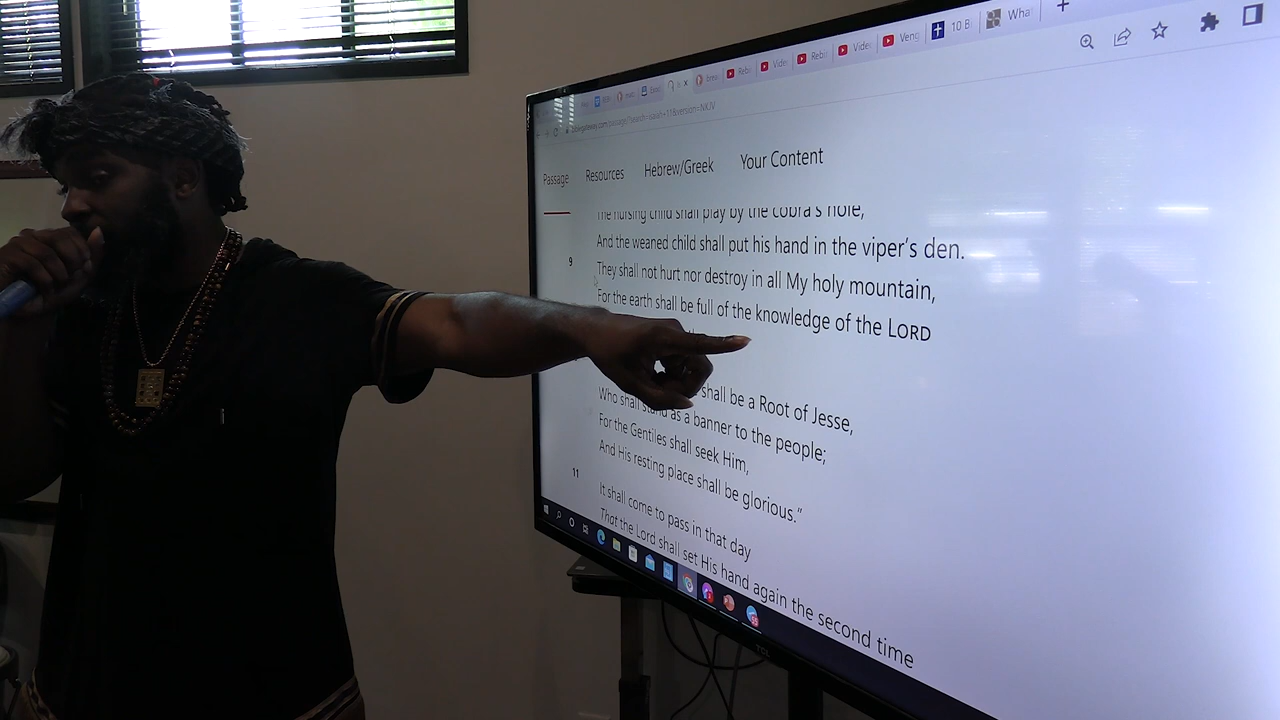 10 B
Wha
Vide
Veng
Passage
Resources
Hebrew/Greek
Your Content
The nursing child shall play by the cobra's hole,
And the weaned child shall put his hand in the viper's den.
9
They shall not hurt nor destroy in all My holy mountain,
For the earth shall be full of the knowledge of the LORD
shall be a Root of Jesse,
Who shall stand as a banner to the people;
For the Gentiles shall seek Him,
And His resting place shall be glorious."
11
It shall come to pass in that day
That the Lord shall set His hand again the second time
TCL